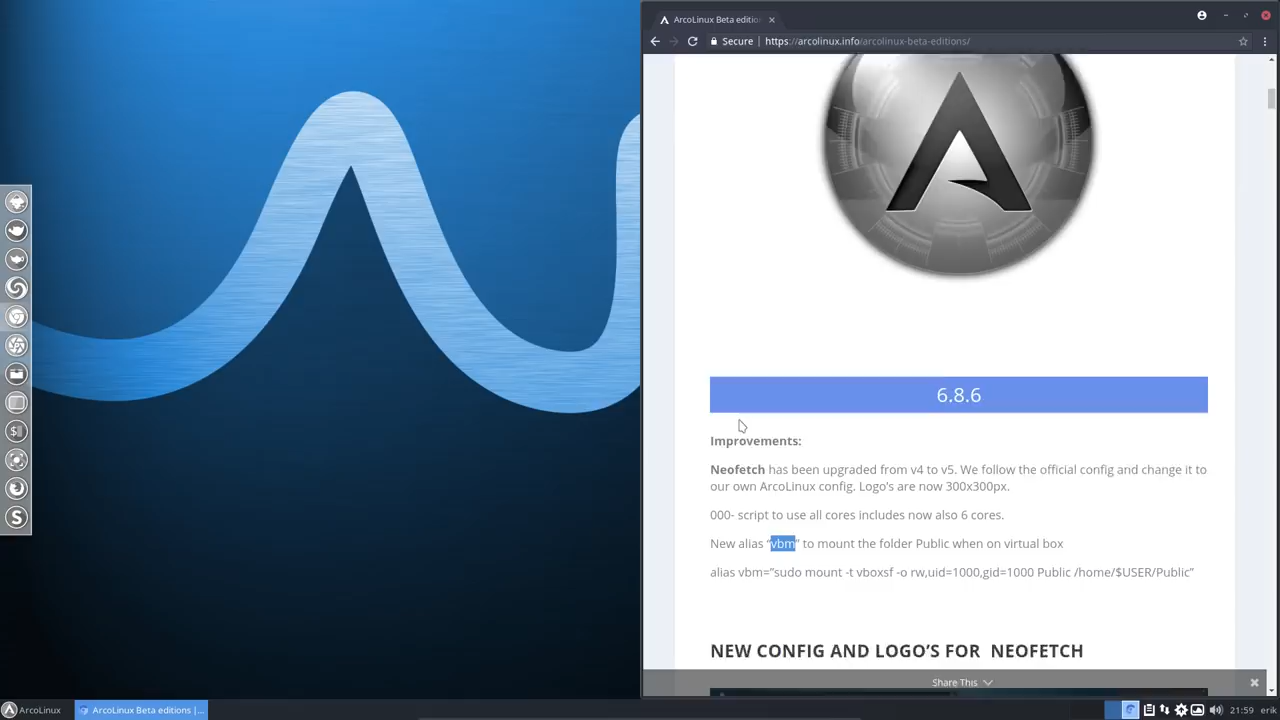 ArcoLinux Beta editio
Secure
https://arcolinux.info/arcolinux-beta-editions/
6.8.6
Improvements:
Neofetch has been upgraded from v4 to v5. We follow the official config and change it to
our own ArcoLinux config. Logo's are now 300x300px.
000- script to use all cores includes now also 6 cores.
New alias “vbm” to mount the folder Public when on virtual box
alias vbm=”sudo mount -t vboxsf -o rw,uid=1000,gid=1000 Public /home/$USER/Public”
NEW CONFIG AND LOGO'S FOR NEOFETCH
Share This
ArcoLinux
ArcoLinux Beta editions |...
21:59
erik